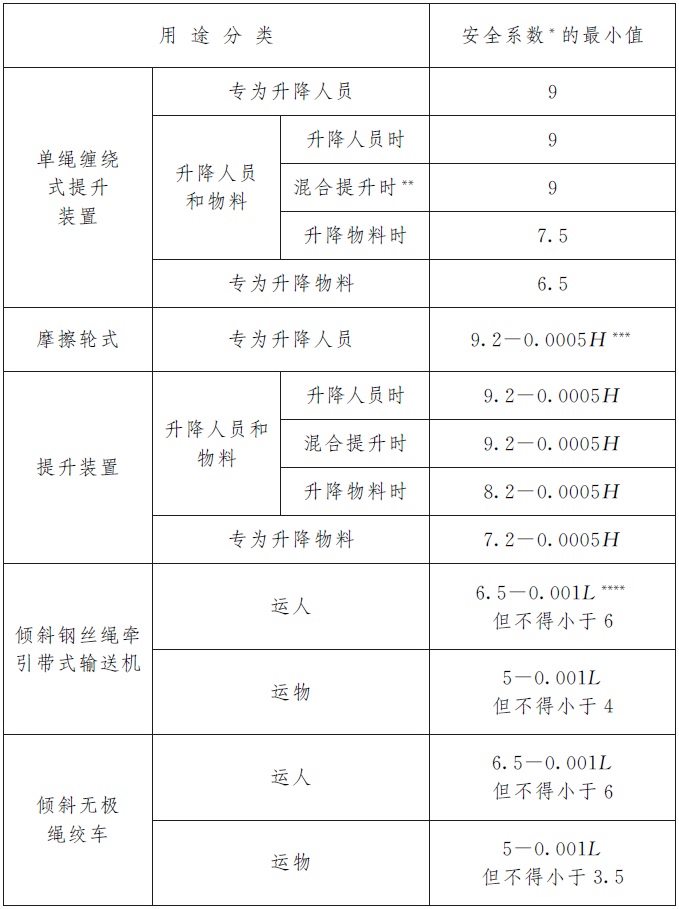 用途分类
安全系数*的最小值
单绳缠绕
式提升
装置
专为升降人员
9
升降人员
和物料
升降人员时
9
混合提升时**
9
升降物料时
7.5
专为升降物料
6.5
摩擦轮式
专为升降人员
9.2-0.0005H***
提升装置
升降人员和
物料
升降人员时
9.2-0.0005H
混合提升时
9.2-0.0005H
升降物料时
8.2-0.0005H
专为升降物料
7.2-0.0005H
倾斜钢丝绳牵
引带式输送机
运人
6.5-0.001L****
但不得小于6
运物
5-0.001L
但不得小于4
倾斜无极
绳绞车
运人
6.5-0.001L
但不得小于6
运物
5-0.001L
但不得小于3.5